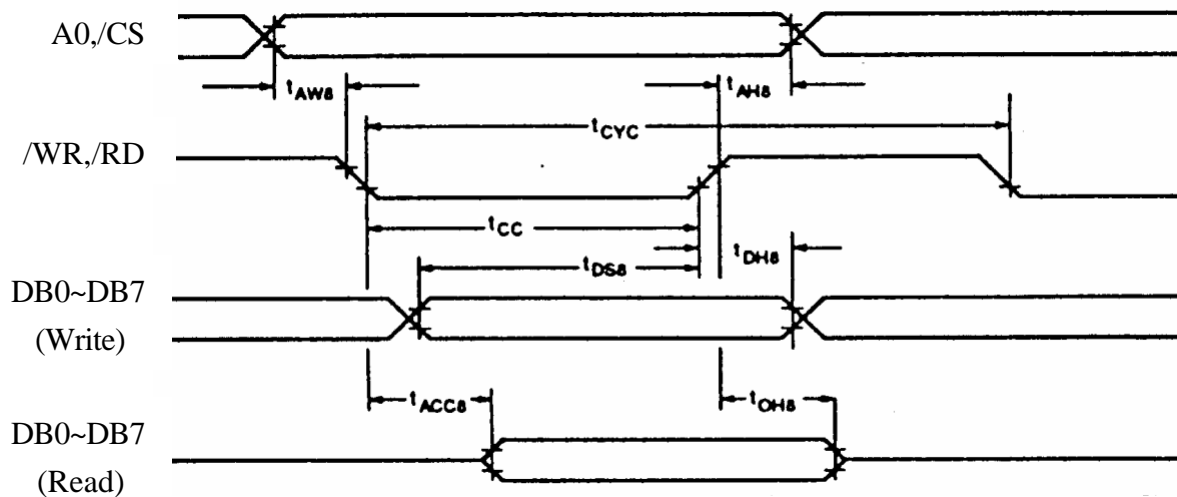 A0,/CS
tAW8
tAH8
tCYC
/WR,/RD
tCC
tDH8
tDS8
DB0~DB7
(Write)
tACC8
tOH8
DB0~DB7
(Read)